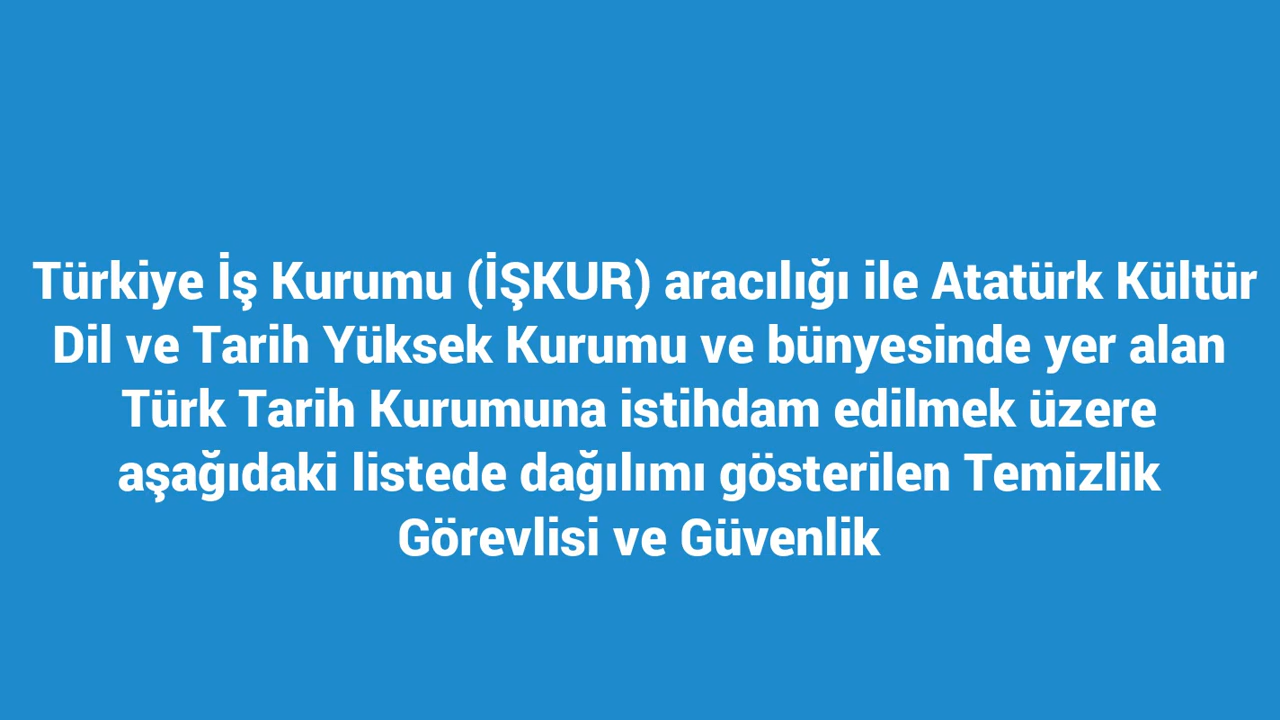 Türkiye İş Kurumu (İŞKUR) aracılığı ile Atatürk Kültür
Dil ve Tarih Yüksek Kurumu ve bünyesinde yer alan
Türk Tarih Kurumuna istihdam edilmek üzere
aşağıdaki listede dağılımı gösterilen Temizlik
Görevlisi ve Güvenlik